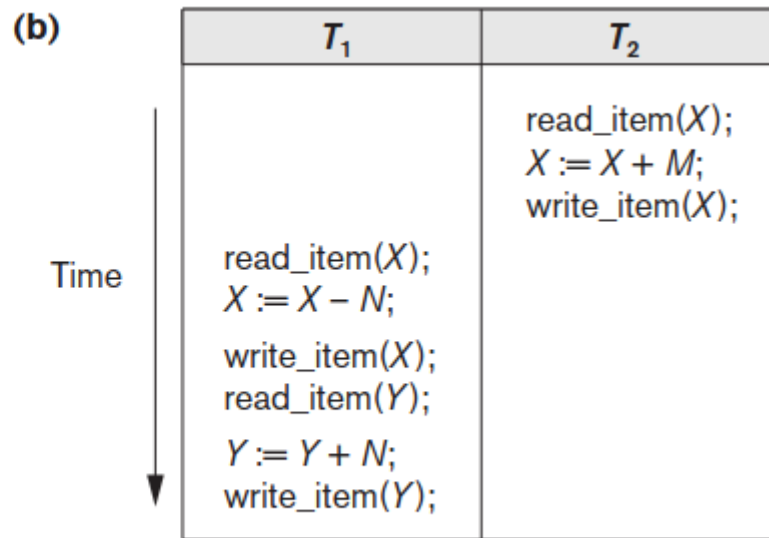 (b)
T₁ T₂
read_item(X);
X := X + M;
write_item(X);
Time
read_item(X);
X := X – N;
write_item(X);
read_item(Y);
Y := Y + N;
write_item(Y);